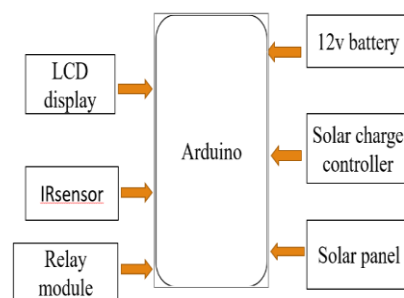 LCD
display
IRsensor
Relay
module
Arduino
12v battery
Solar charge
controller
Solar panel